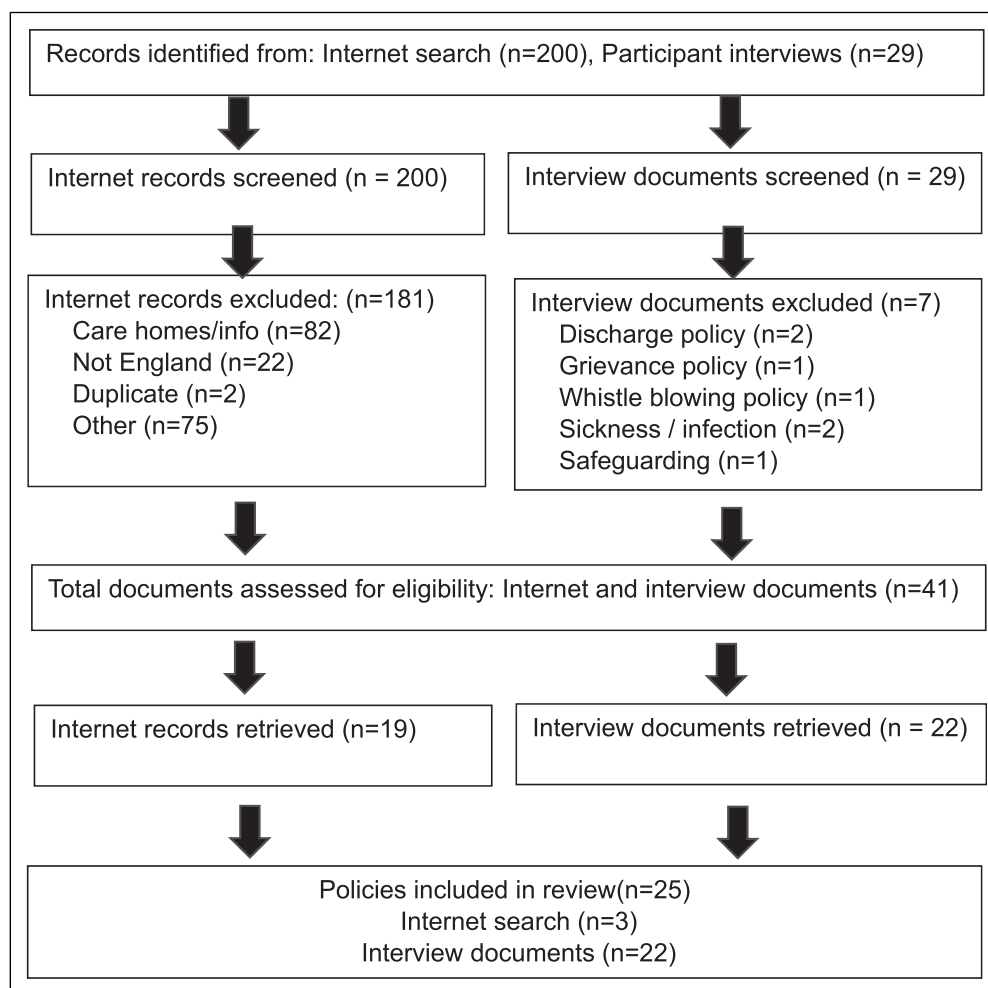 Records identified from: Internet search (n=200), Participant interviews (n=29)
Internet records screened (n = 200)
Interview documents screened (n = 29)
Internet records excluded: (n=181)
Care homes/info (n=82)
Not England (n=22)
Duplicate (n=2)
Other (n=75)
Interview documents excluded (n=7)
Discharge policy (n=2)
Grievance policy (n=1)
Whistle blowing policy (n=1)
Sickness / infection (n=2)
Safeguarding (n=1)
Total documents assessed for eligibility: Internet and interview documents (n=41)
Internet records retrieved (n=19)
Interview documents retrieved (n = 22)
Policies included in review(n=25)
Internet search (n=3)
Interview documents (n=22)